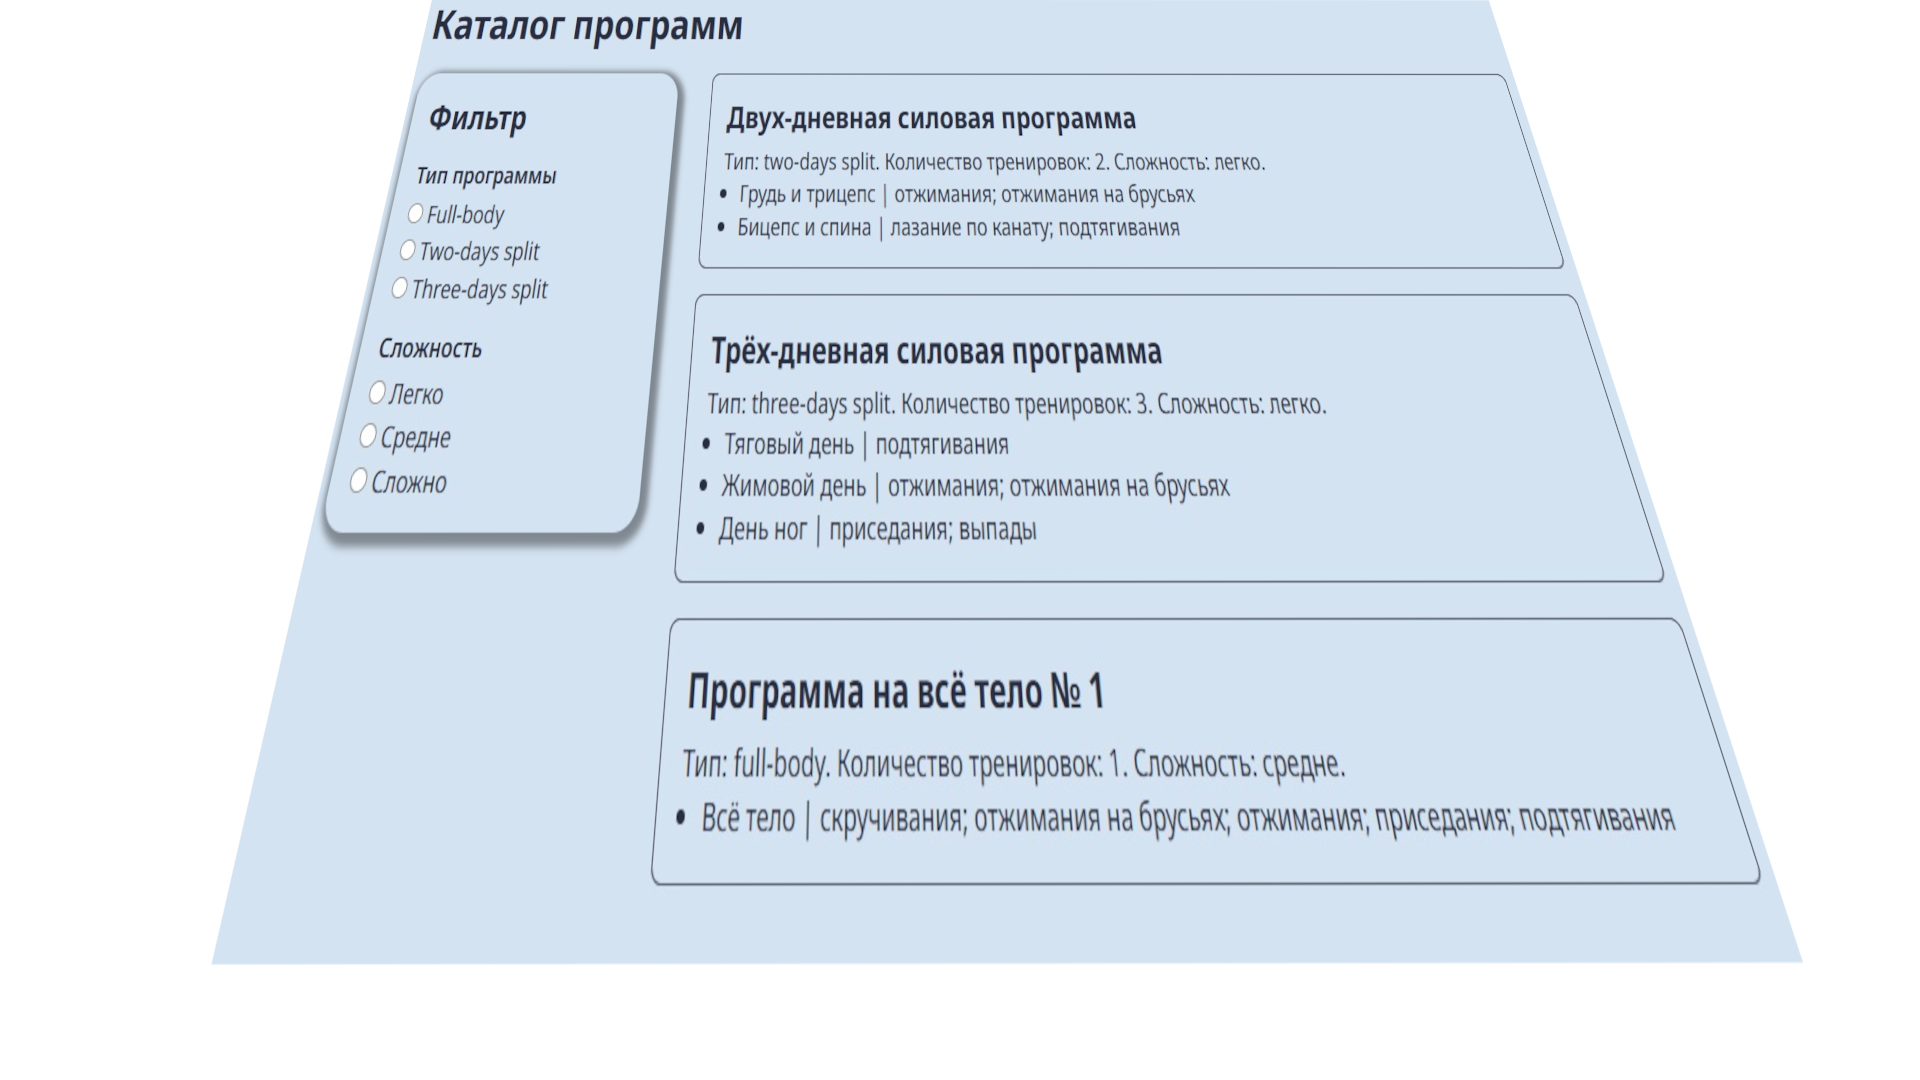 Каталог программ
Фильтр
Тип программы
Full-body
Two-days split
Three-days split
Сложность
Легко
Средне
Сложно
Двух-дневная силовая программа
Тип: two-days split. Количество тренировок: 2. Сложность: легко.
• Грудь и трицепс | отжимания; отжимания на брусьях
• Бицепс и спина | лазание по канату; подтягивания
Трёх-дневная силовая программа
Тип: three-days split. Количество тренировок: 3. Сложность: легко.
• Тяговый день | подтягивания
• Жимовой день | отжимания; отжимания на брусьях
• День ног | приседания; выпады
Программа на всё тело № 1
Тип: full-body. Количество тренировок: 1. Сложность: средне.
• Всё тело | скручивания; отжимания на брусьях; отжимания; приседания; подтягивания